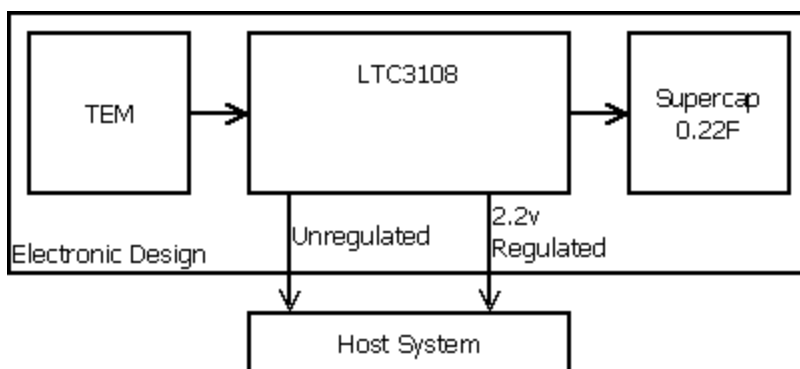 LTC3108
TEM
Supercap
0.22F
2.2v
Unregulated
Regulated
Electronic Design
Host System